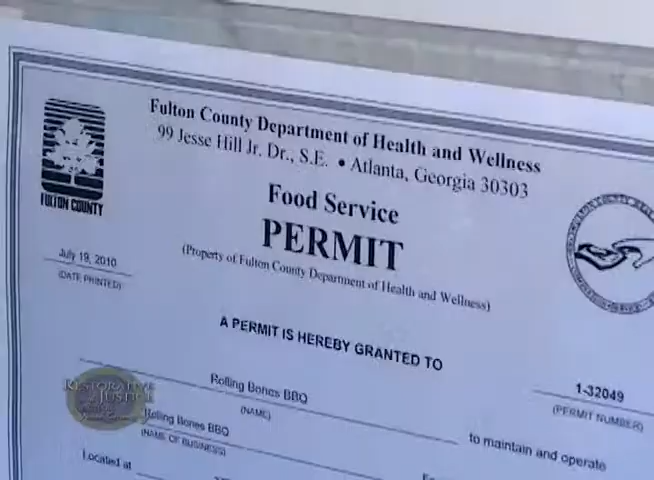 Fulton County Department of Health and Wellness
99 Jesse Hill Jr. Dr., S.E. • Atlanta, Georgia 30303
FULTON COUNTY
Food Service
PERMIT
(Property of Fulton County Department of Health and Wellness)
July 19, 2010
(DATE PRINTED)
A PERMIT IS HEREBY GRANTED TO
1-32049
(PERMIT NUMBER)
Rolling Bones BBQ
(NAME)
to maintain and operate
RESTORATIVE
JUSTICE
Rolling Bones BBQ
(NAME OF BUSINESS)
Located at